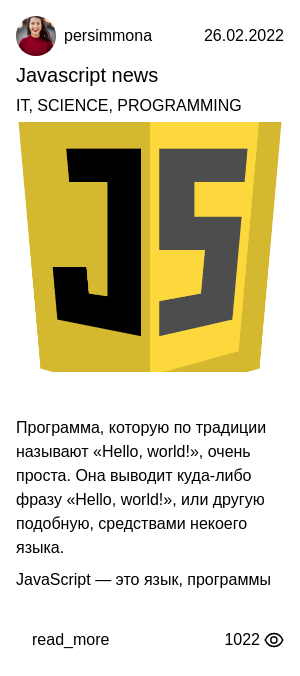 persimmona 26.02.2022
Javascript news
IT, SCIENCE, PROGRAMMING
JS
Программа, которую по традиции
называют «Hello, world!», очень
проста. Она выводит куда-либо
фразу «Hello, world!», или другую
подобную, средствами некоего
языка.
JavaScript — это язык, программы
read_more 1022